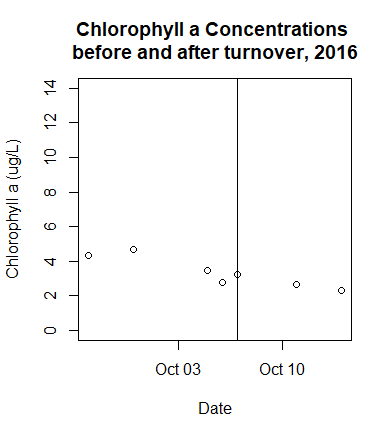 Chlorophyll a Concentrations
before and after turnover, 2016
Chlorophyll a (ug/L)
14
12
10
8
6
4
2
0
Oct 03
Oct 10
Date